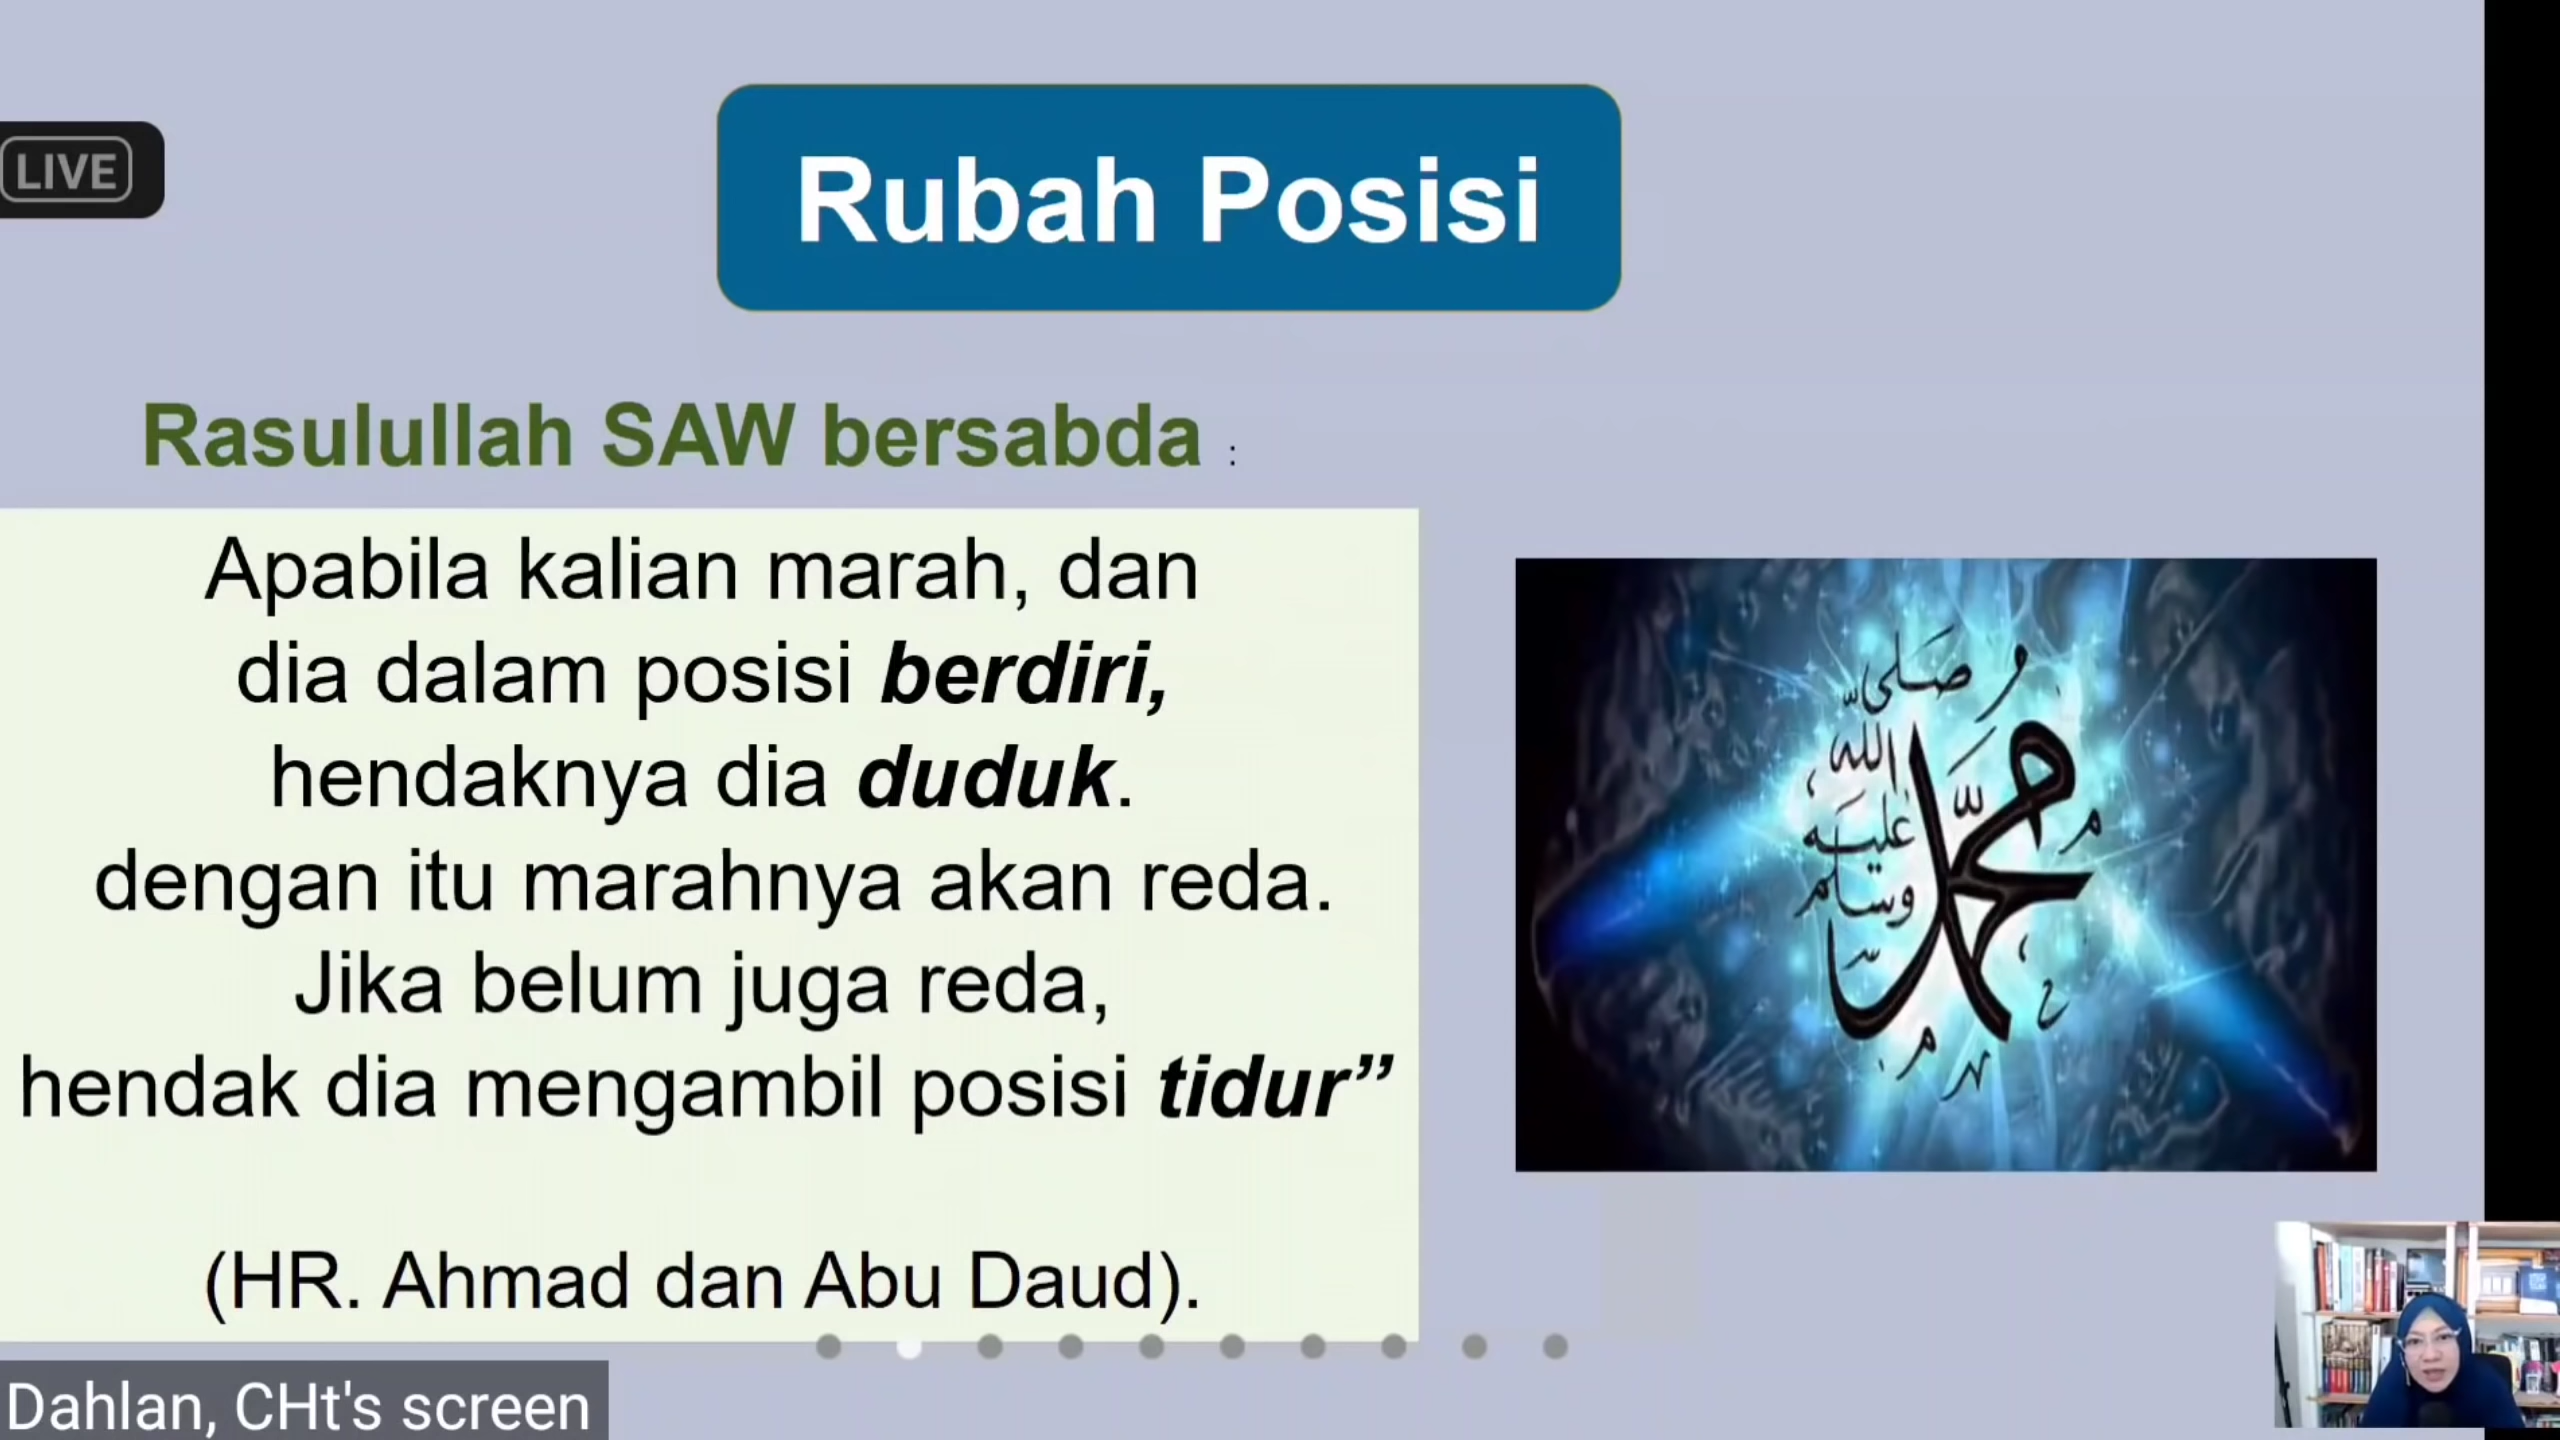 LIVE
Rubah Posisi
Rasulullah SAW bersabda :
Apabila kalian marah, dan
dia dalam posisi berdiri,
hendaknya dia duduk.
dengan itu marahnya akan reda.
Jika belum juga reda,
hendak dia mengambil posisi tidur”
(HR. Ahmad dan Abu Daud).
صلى
الله
عليه
وسلم
محمد
Dahlan, CHt's screen